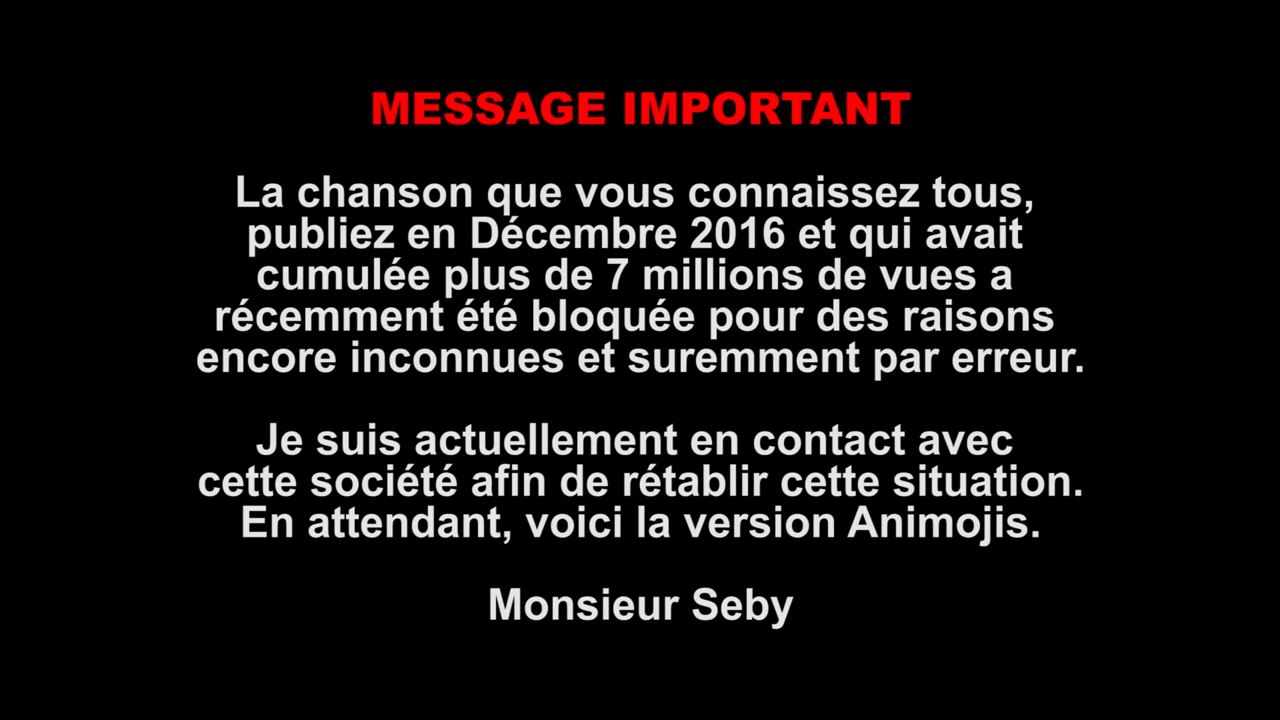 MESSAGE IMPORTANT
La chanson que vous connaissez tous,
publiez en Décembre 2016 et qui avait
cumulée plus de 7 millions de vues a
récemment été bloquée pour des raisons
encore inconnues et suremment par erreur.
Je suis actuellement en contact avec
cette société afin de rétablir cette situation.
En attendant, voici la version Animojis.
Monsieur Seby